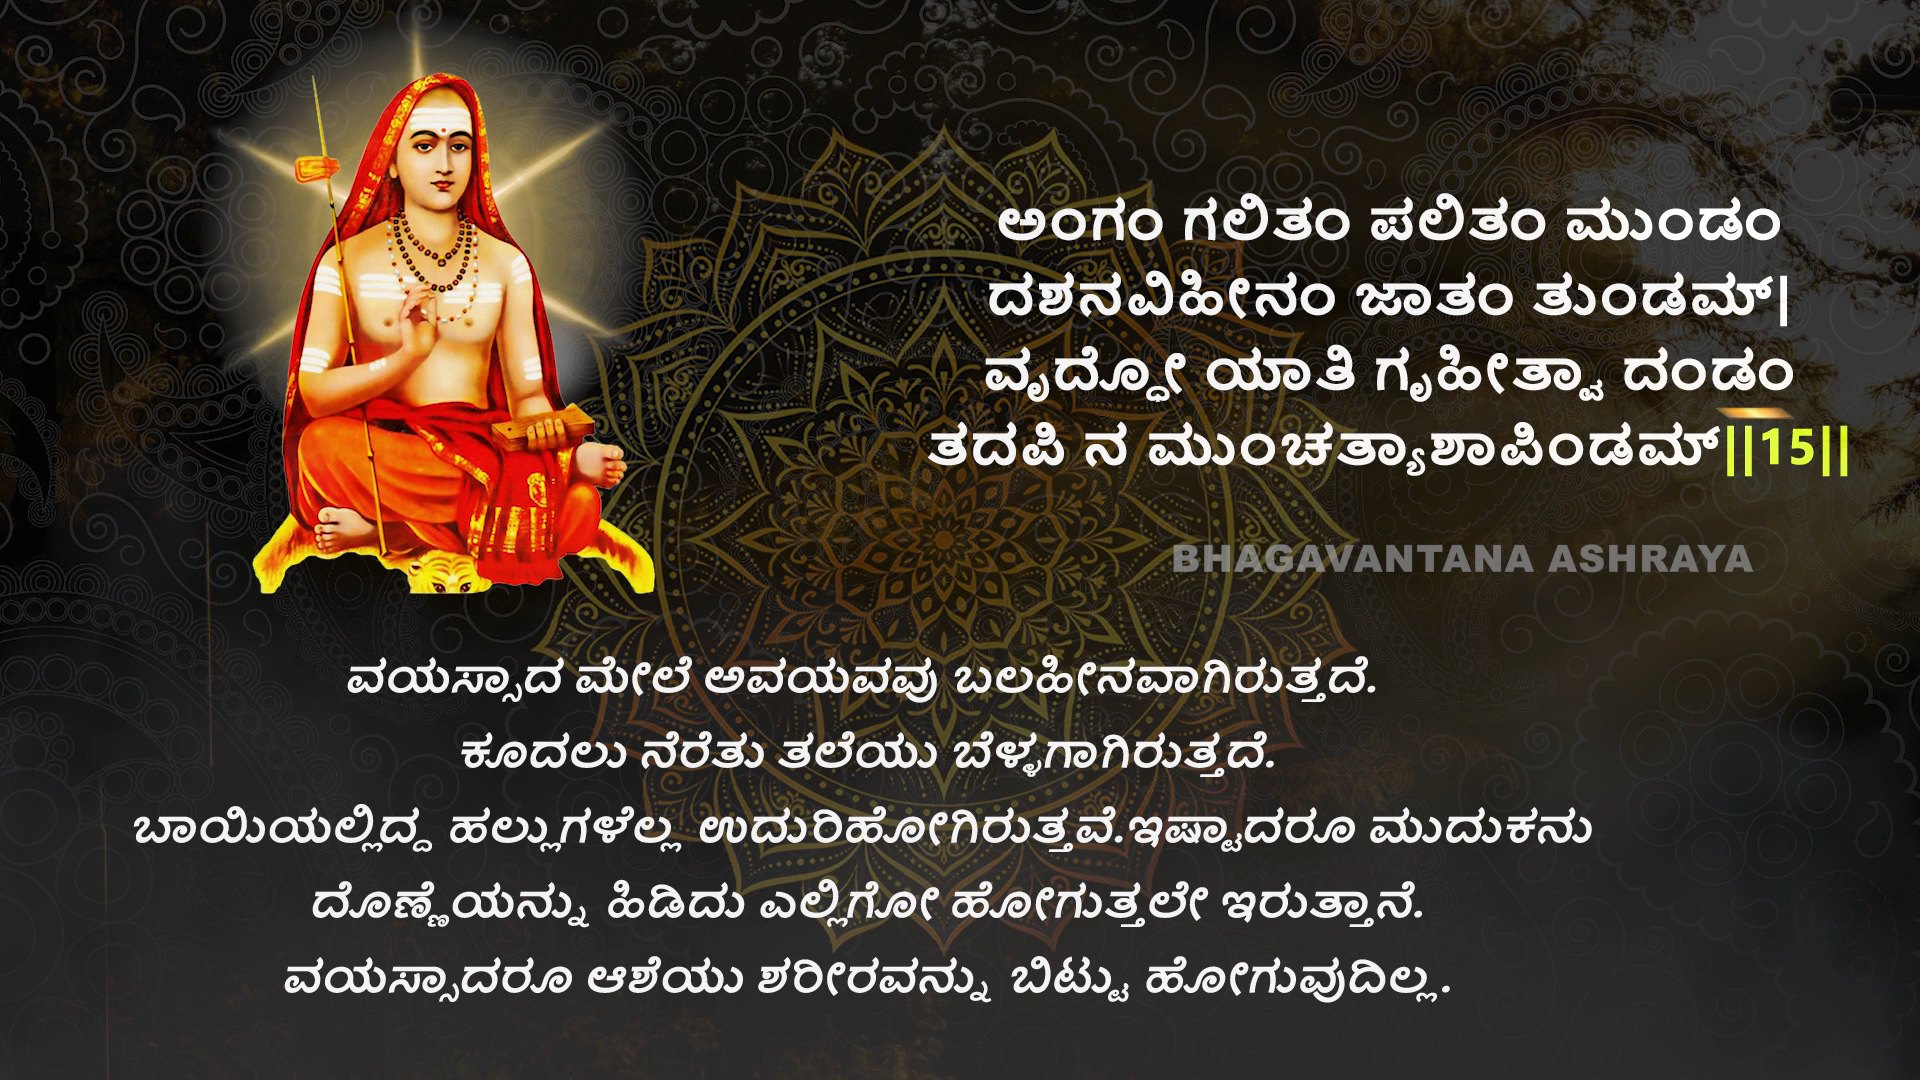 ಅಂಗಂ ಗಲಿತಂ ಪಲಿತಂ ಮುಂಡಂ
ದಶನವಿಹೀನಂ ಜಾತಂ ತುಂಡಮ್|
ವೃದ್ಧೋ ಯಾತಿ ಗೃಹೀತ್ವಾ ದಂಡಂ
ತದಪಿ ನ ಮುಂಚತ್ಯಾಶಾಪಿಂಡಮ್||15||
BHAGAVANTANA ASHRAYA
ವಯಸ್ಸಾದ ಮೇಲೆ ಅವಯವವು ಬಲಹೀನವಾಗಿರುತ್ತದೆ.
ಕೂದಲು ನೆರೆತು ತಲೆಯು ಬೆಳ್ಳಗಾಗಿರುತ್ತದೆ.
ಬಾಯಿಯಲ್ಲಿದ್ದ ಹಲ್ಲುಗಳೆಲ್ಲ ಉದುರಿಹೋಗಿರುತ್ತವೆ.ಇಷ್ಟಾದರೂ ಮುದುಕನು
ದೊಣ್ಣೆಯನ್ನು ಹಿಡಿದು ಎಲ್ಲಿಗೋ ಹೋಗುತ್ತಲೇ ಇರುತ್ತಾನೆ.
ವಯಸ್ಸಾದರೂ ಆಶೆಯು ಶರೀರವನ್ನು ಬಿಟ್ಟು ಹೋಗುವುದಿಲ್ಲ.